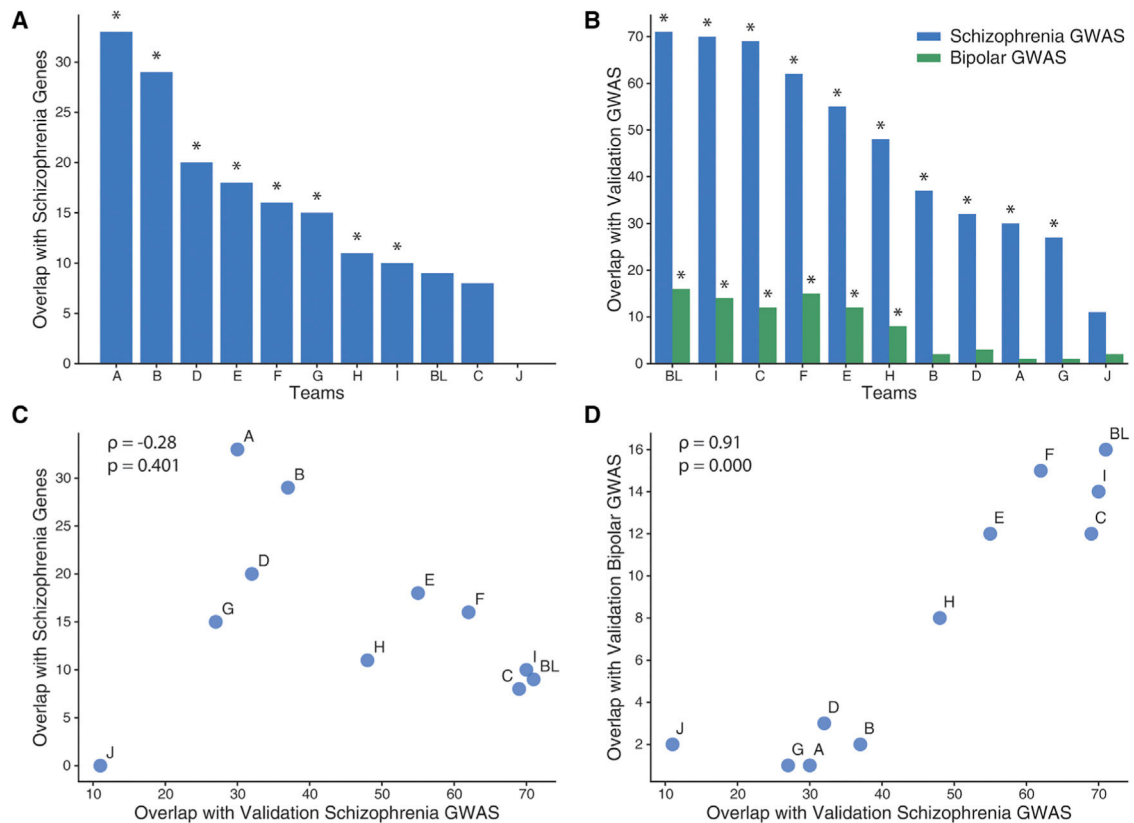 A
Overlap with Schizophrenia Genes
30
25
20
15
10
5
0
* * * * * * * *
A B D E F G H I BL C J
Teams
B
Overlap with Validation GWAS
70
60
50
40
30
20
10
0
Schizophrenia GWAS
Bipolar GWAS
* * * * * * * * * *
* * * * * *
BL I C F E H B D A G J
Teams
C
Overlap with Schizophrenia Genes
ρ = -0.28
p = 0.401
30
25
20
15
10
5
0
A
B
D
G
E
F
H
I
BL
C
J
10 20 30 40 50 60 70
Overlap with Validation Schizophrenia GWAS
D
Overlap with Validation Bipolar GWAS
ρ = 0.91
p = 0.000
16
14
12
10
8
6
4
2
BL
F
I
E
C
H
D
J
B
G
A
10 20 30 40 50 60 70
Overlap with Validation Schizophrenia GWAS